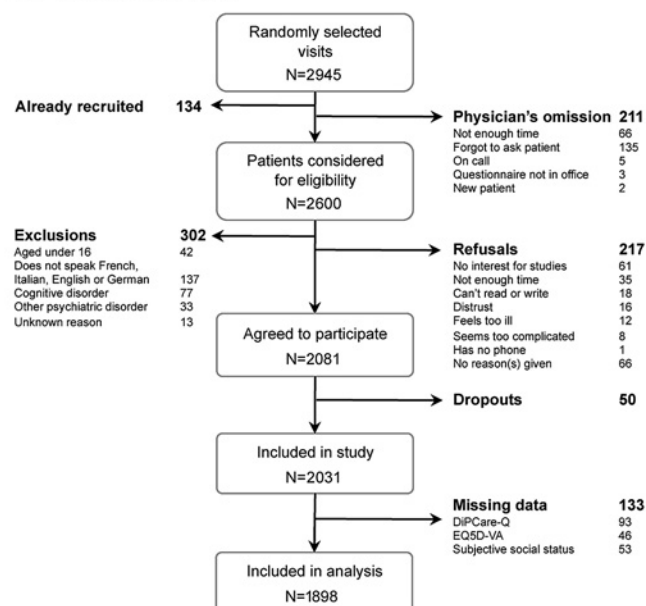 Randomly selected
visits
N=2945
Already recruited 134
Physician's omission 211
Not enough time 66
Forgot to ask patient 135
On call 5
Questionnaire not in office 3
New patient 2
Patients considered
for eligibility
N=2600
Exclusions 302
Aged under 16 42
Does not speak French,
Italian, English or German 137
Cognitive disorder 77
Other psychiatric disorder 33
Unknown reason 13
Refusals 217
No interest for studies 61
Not enough time 35
Can't read or write 18
Distrust 16
Feels too ill 12
Seems too complicated 8
Has no phone 1
No reason(s) given 66
Agreed to participate
N=2081
Dropouts 50
Included in study
N=2031
Missing data 133
DiPCare-Q 93
EQ5D-VA 46
Subjective social status 53
Included in analysis
N=1898